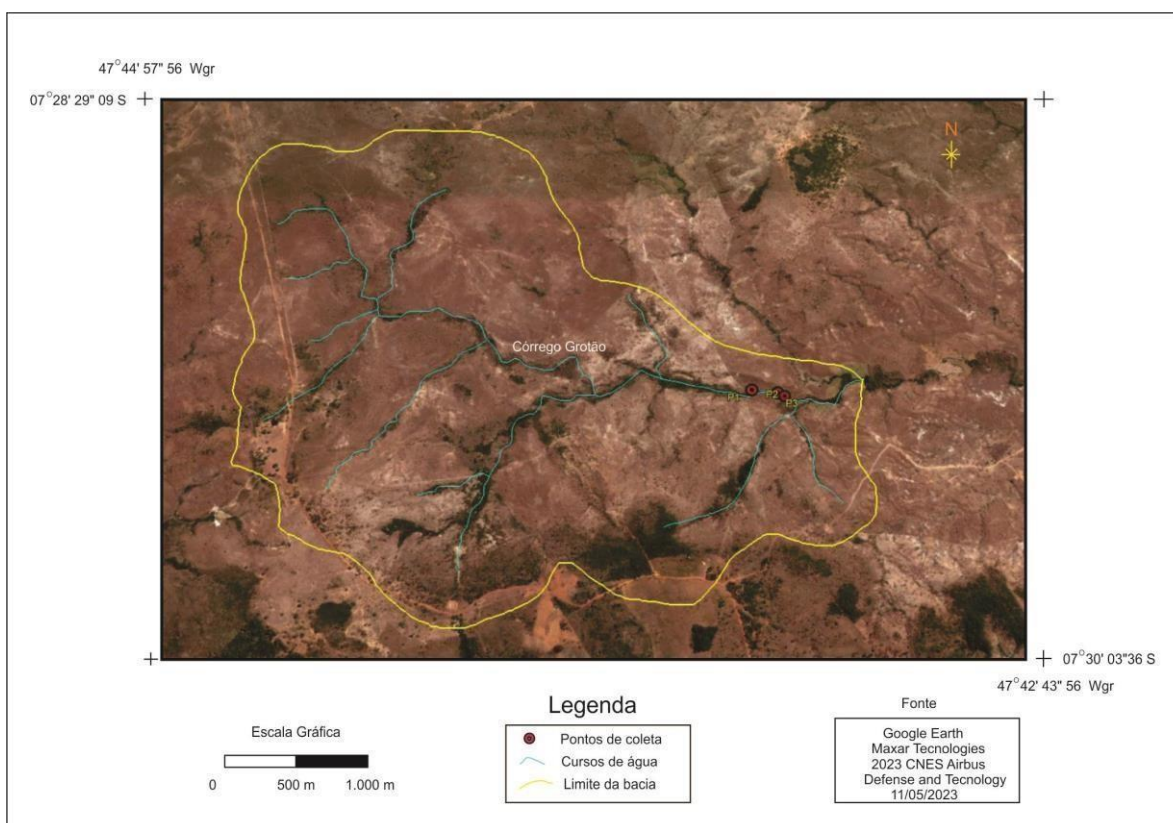 47°44' 57" 56 Wgr
07°28' 29" 09 S
N
Córrego Grotão
P1
P2
P3
07°30' 03"36 S
47°42' 43" 56 Wgr
Escala Gráfica
0 500 m 1.000 m
Legenda
Pontos de coleta
Cursos de água
Limite da bacia
Fonte
Google Earth
Maxar Tecnologies
2023 CNES Airbus
Defense and Tecnology
11/05/2023